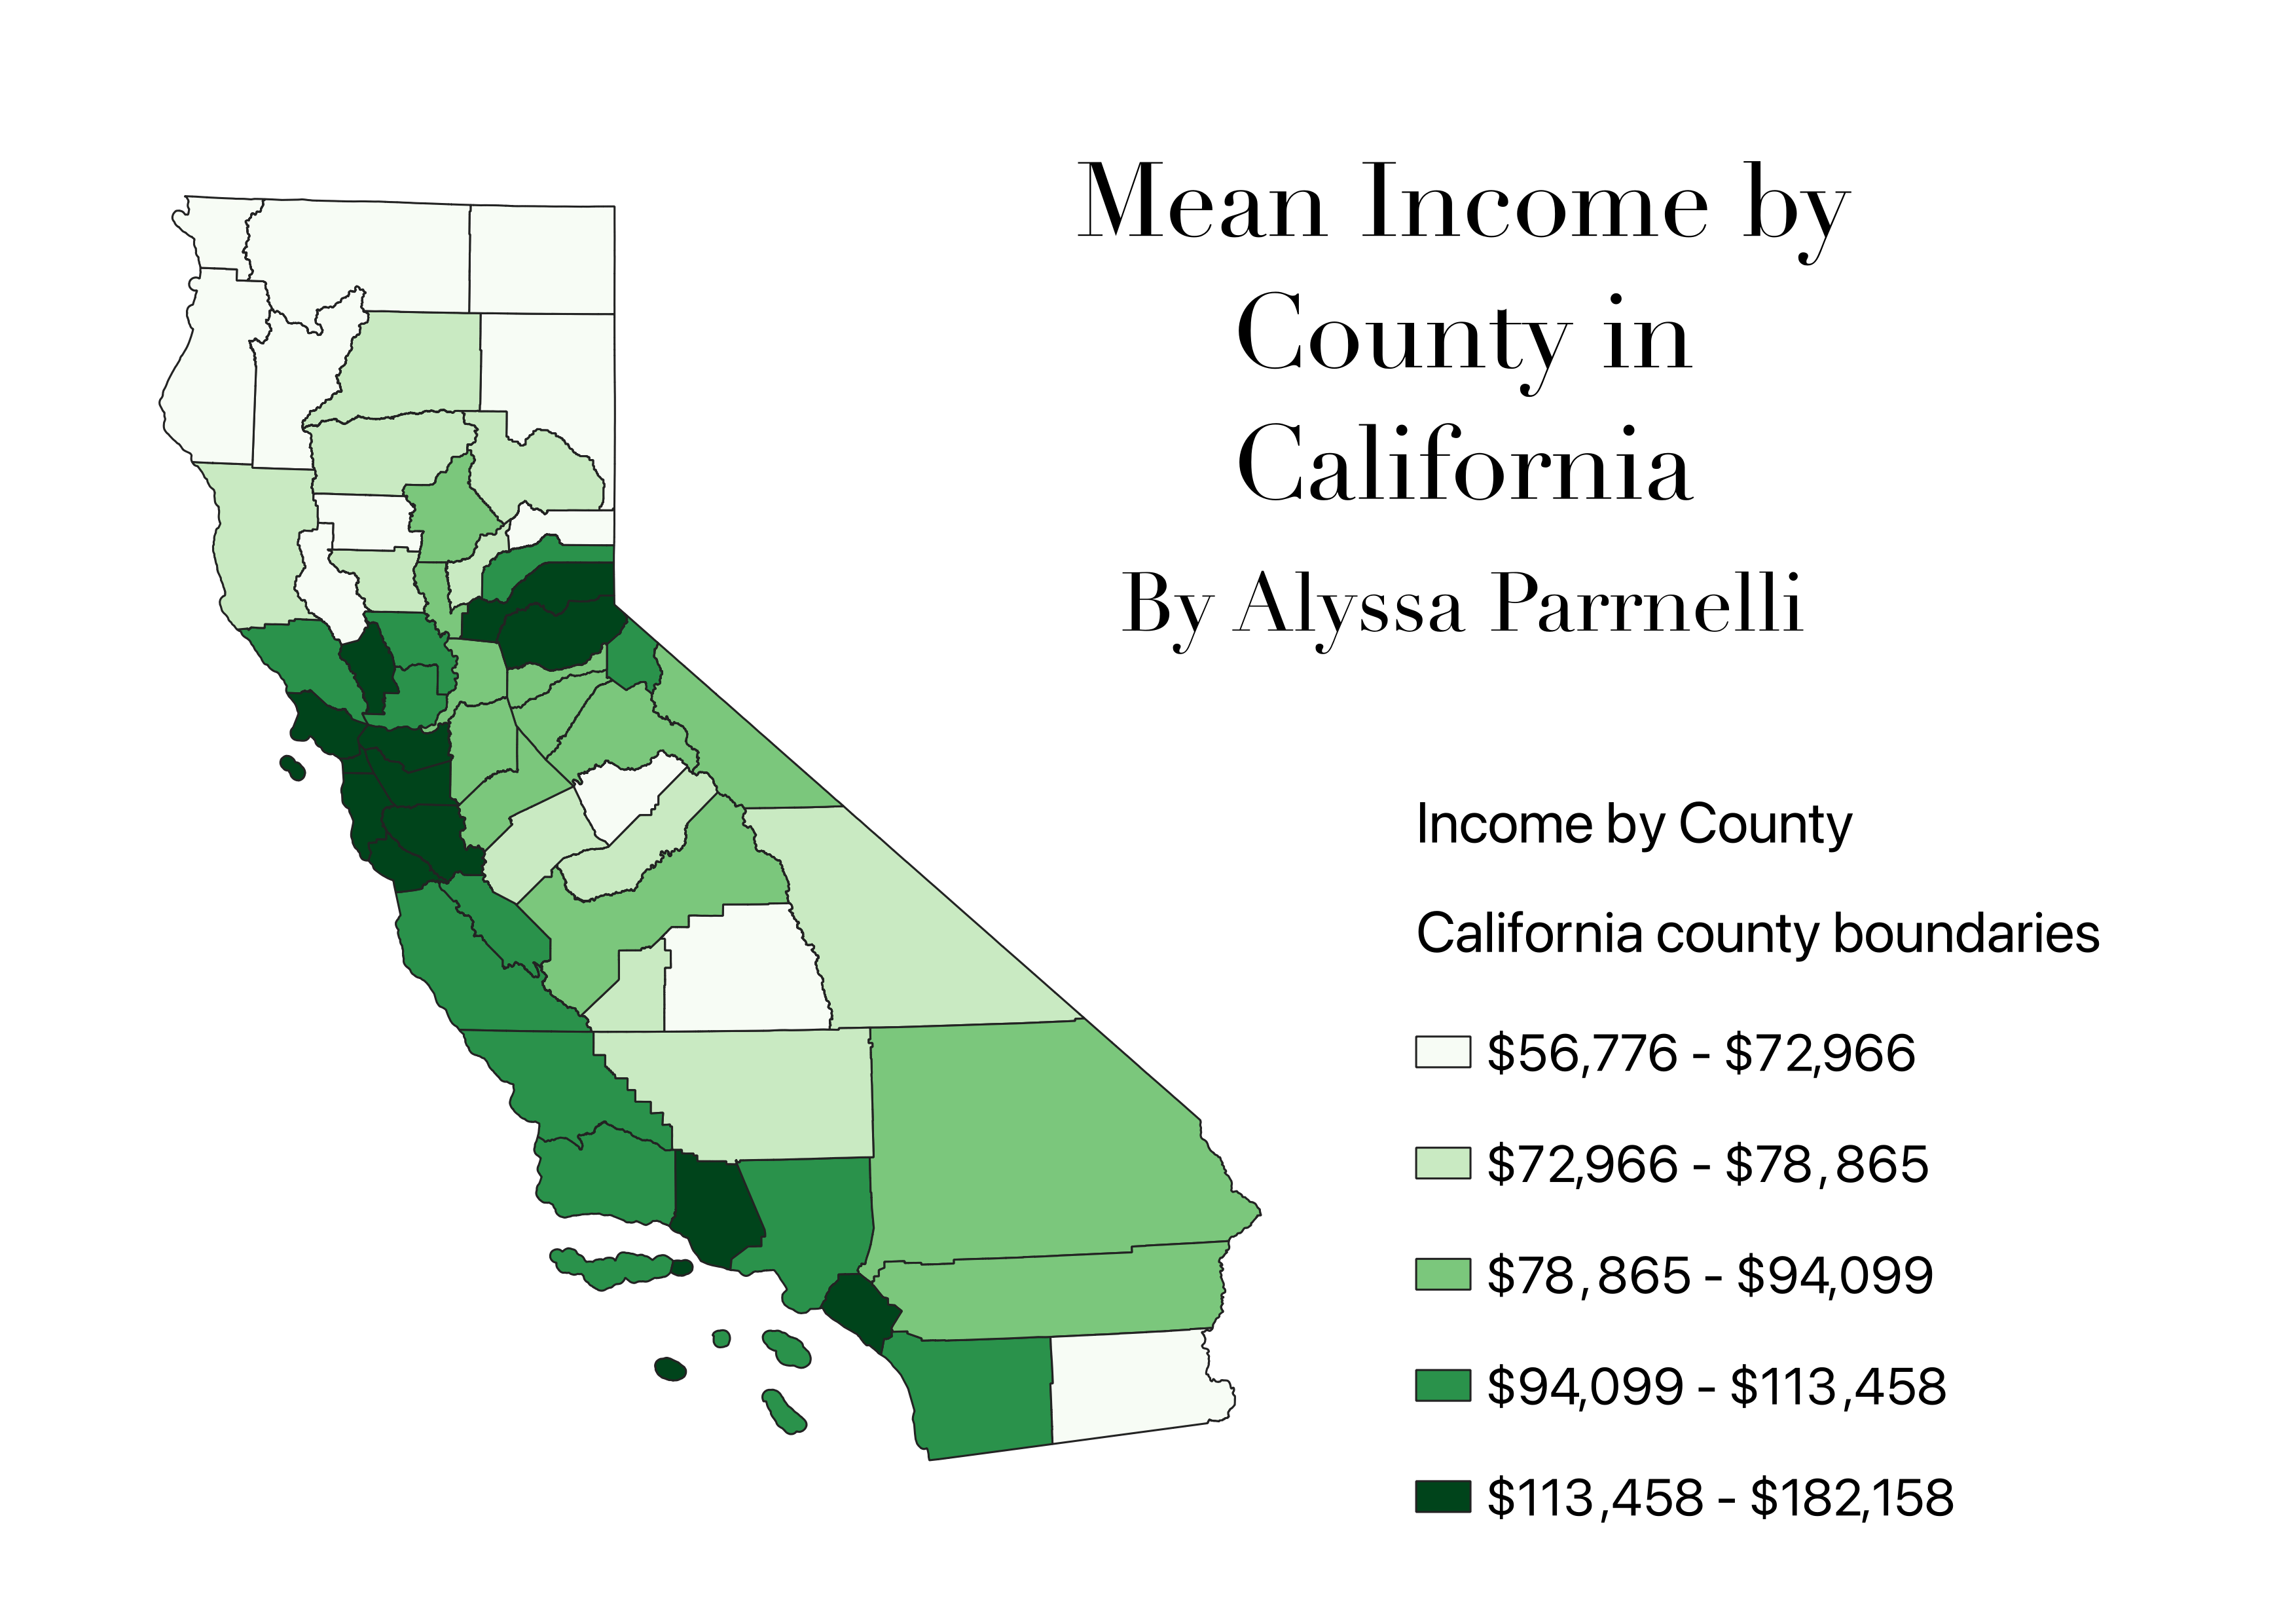 Mean Income by
County in
California
By Alyssa Parrnelli
Income by County
California county boundaries
$56,776 - $72,966
$72,966 - $78,865
$78,865 - $94,099
$94,099 - $113,458
$113,458 - $182,158